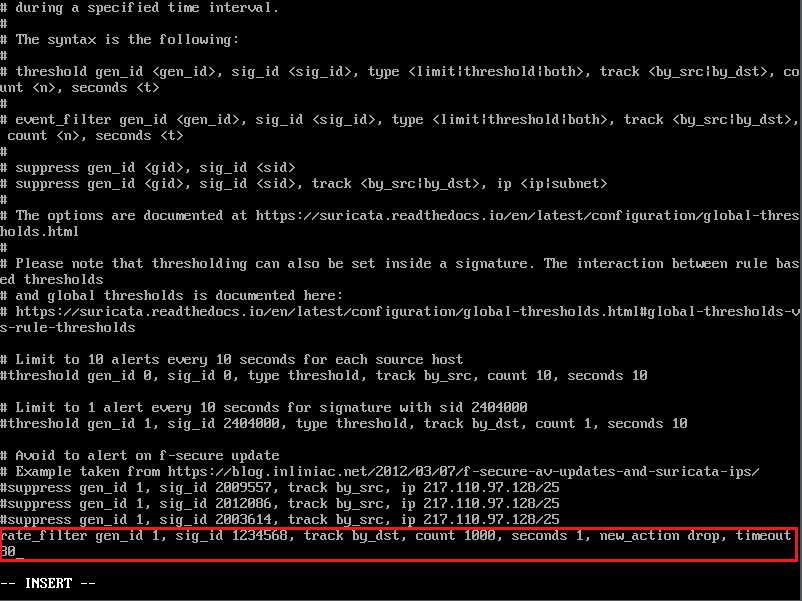 # during a specified time interval.
#
# The syntax is the following:
#
# threshold gen_id <gen_id>, sig_id <sig_id>, type <limit|threshold|both>, track <by_src|by_dst>, co
unt <n>, seconds <t>
#
# event_filter gen_id <gen_id>, sig_id <sig_id>, type <limit|threshold|both>, track <by_src|by_dst>,
 count <n>, seconds <t>
#
# suppress gen_id <gid>, sig_id <sid>
# suppress gen_id <gid>, sig_id <sid>, track <by_src|by_dst>, ip <ip|subnet>
#
# The options are documented at https://suricata.readthedocs.io/en/latest/configuration/global-thres
holds.html
#
# Please note that thresholding can also be set inside a signature. The interaction between rule bas
ed thresholds
# and global thresholds is documented here:
# https://suricata.readthedocs.io/en/latest/configuration/global-thresholds.html#global-thresholds-v
s-rule-thresholds

# Limit to 10 alerts every 10 seconds for each source host
#threshold gen_id 0, sig_id 0, type threshold, track by_src, count 10, seconds 10

# Limit to 1 alert every 10 seconds for signature with sid 2404000
#threshold gen_id 1, sig_id 2404000, type threshold, track by_dst, count 1, seconds 10

# Avoid to alert on f-secure update
# Example taken from https://blog.inliniac.net/2012/03/07/f-secure-av-updates-and-suricata-ips/
#suppress gen_id 1, sig_id 2009557, track by_src, ip 217.110.97.128/25
#suppress gen_id 1, sig_id 2012086, track by_src, ip 217.110.97.128/25
#suppress gen_id 1, sig_id 2003614, track by_src, ip 217.110.97.128/25
rate_filter gen_id 1, sig_id 1234568, track by_dst, count 1000, seconds 1, new_action drop, timeout
30_
-- INSERT --